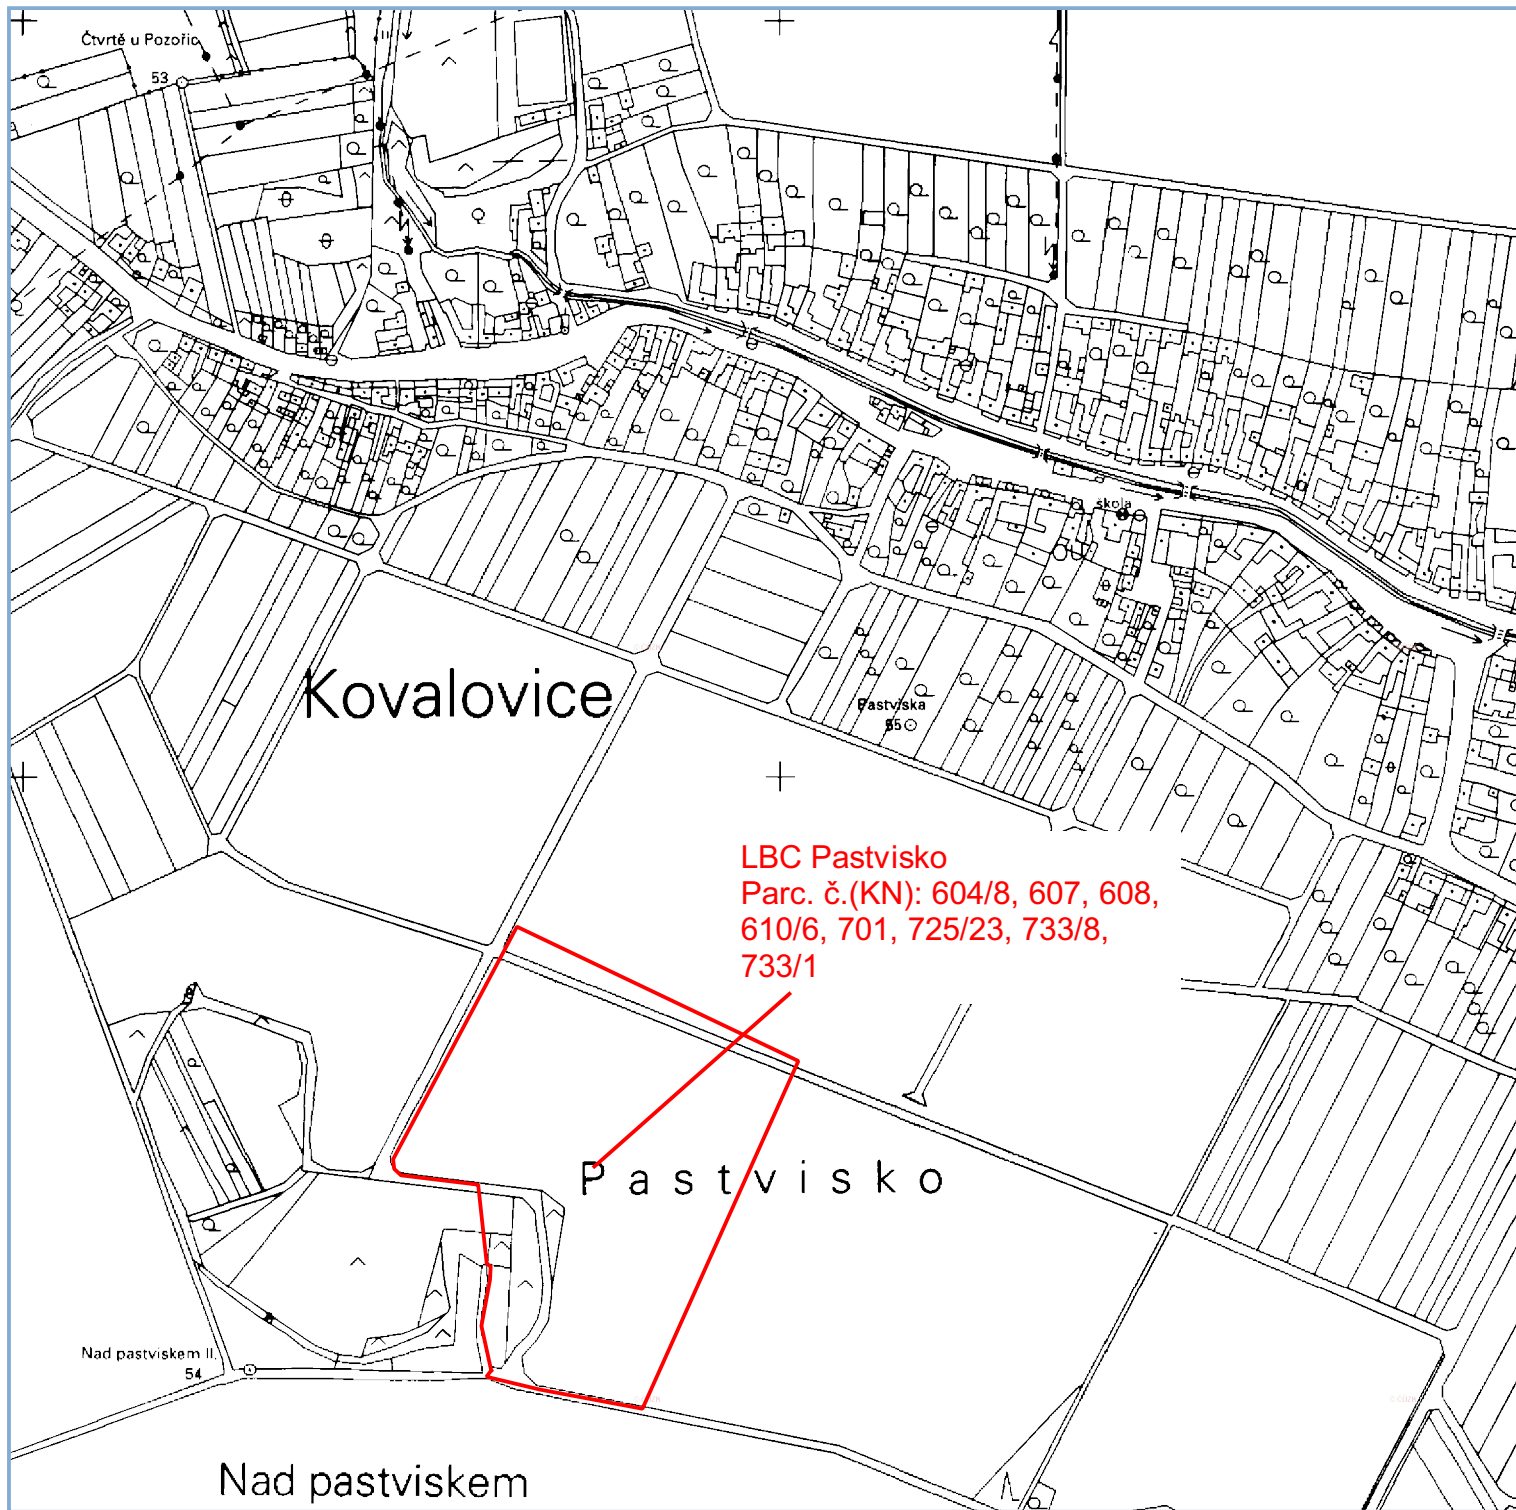 Čtvrtě u Pozořic
53
škola
Kovalovice
Pastviska
55
LBC Pastvisko
Parc. č.(KN): 604/8, 607, 608,
610/6, 701, 725/23, 733/8,
733/1
Pastvisko
Nad pastviskem II.
54
Nad pastviskem